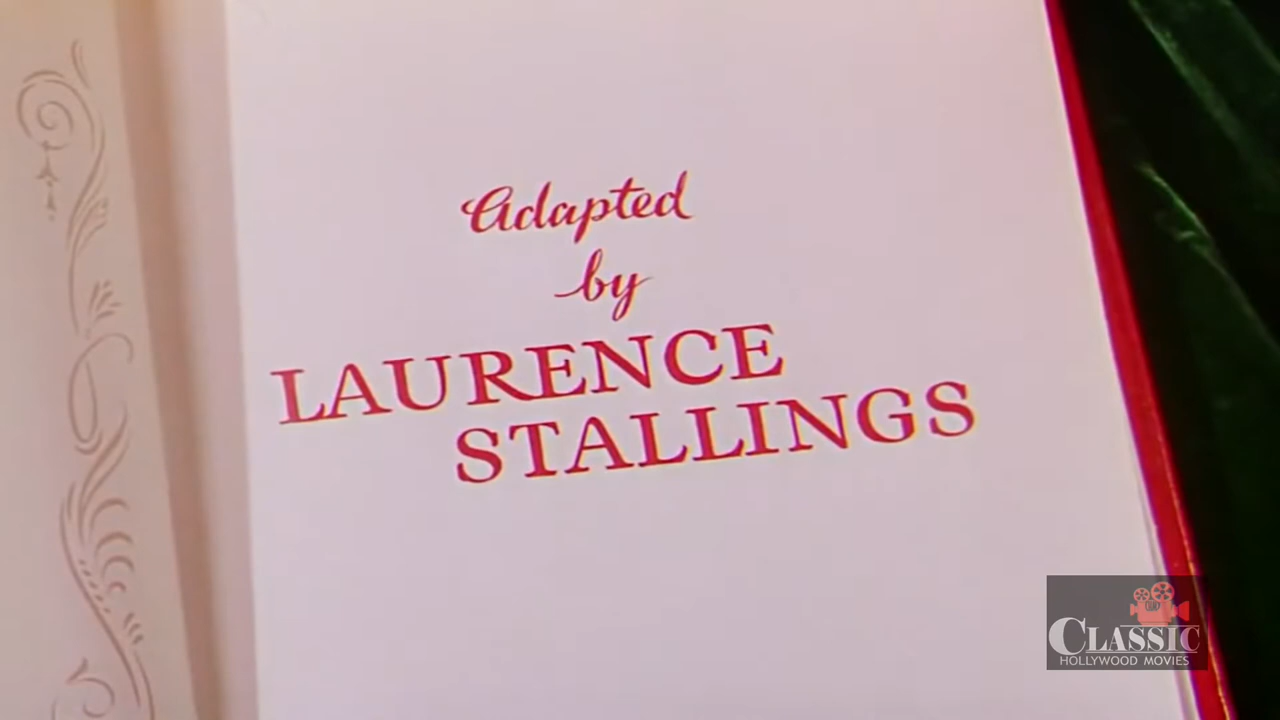 Adapted
by
LAURENCE
STALLINGS
CLASSIC
HOLLYWOOD MOVIES